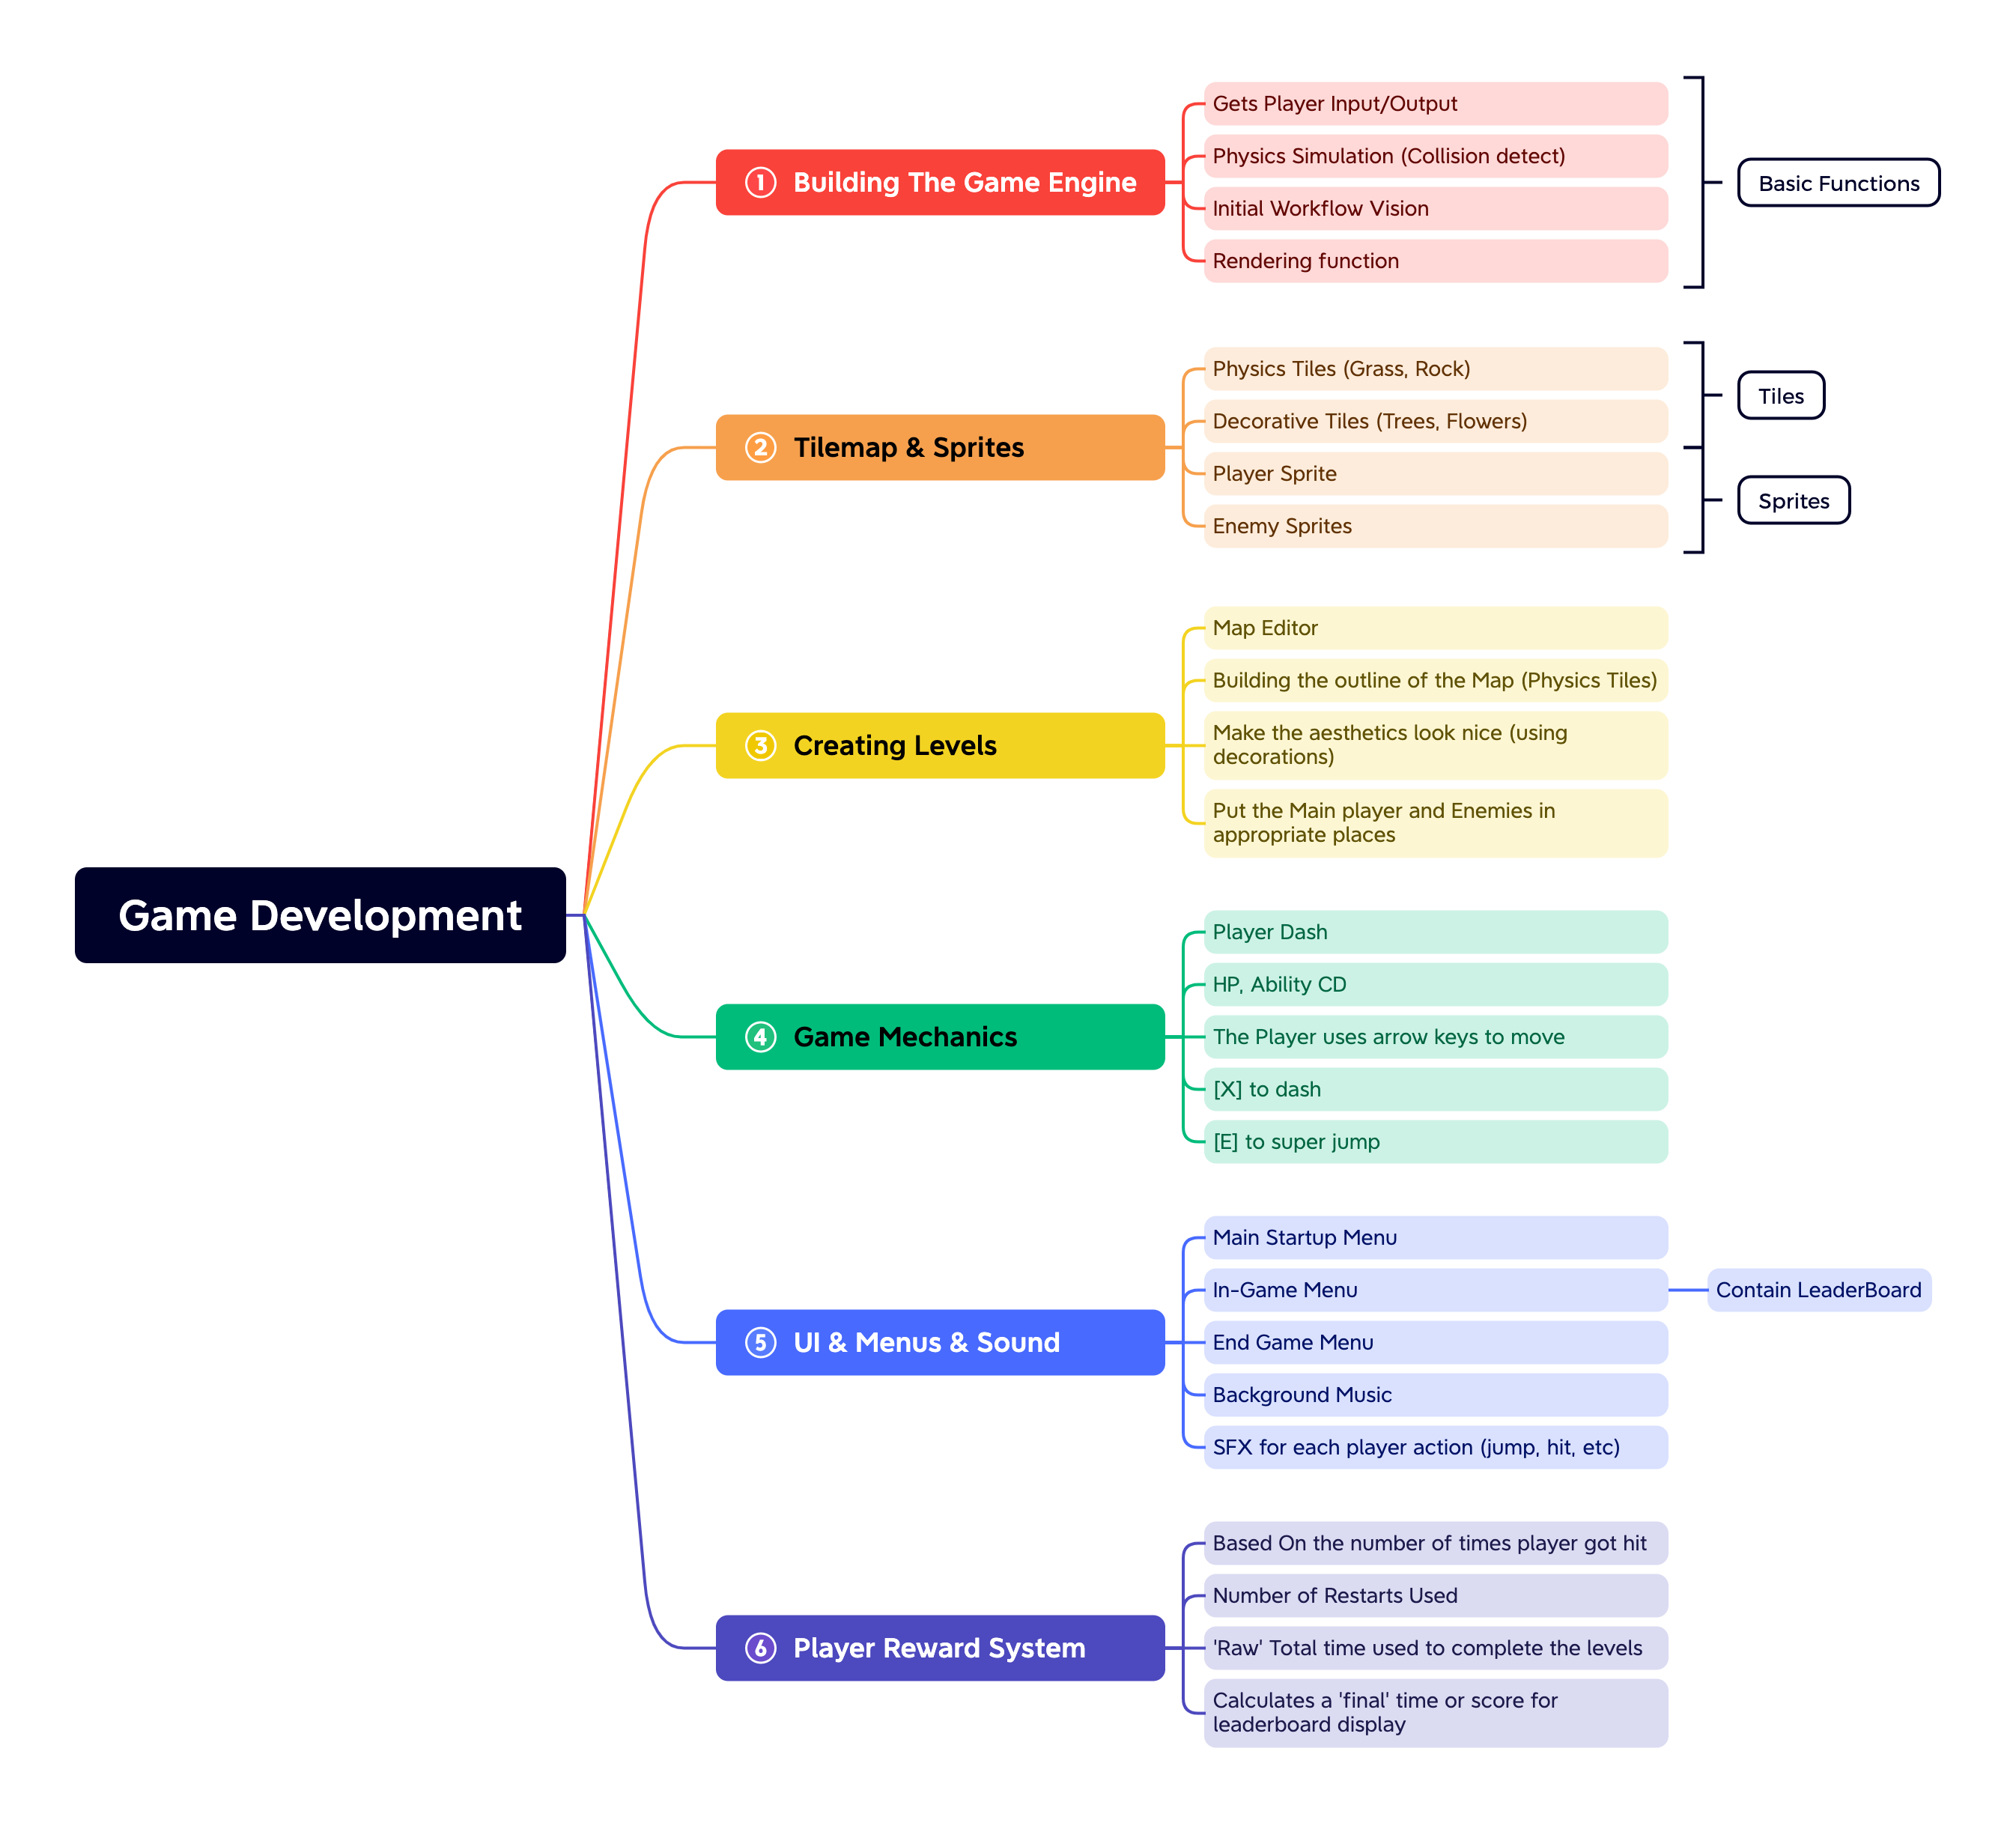 Game Development
① Building The Game Engine
Gets Player Input/Output
Physics Simulation (Collision detect)
Initial Workflow Vision
Rendering function
Basic Functions
② Tilemap & Sprites
Physics Tiles (Grass, Rock)
Decorative Tiles (Trees, Flowers)
Player Sprite
Enemy Sprites
Tiles
Sprites
③ Creating Levels
Map Editor
Building the outline of the Map (Physics Tiles)
Make the aesthetics look nice (using
decorations)
Put the Main player and Enemies in
appropriate places
④ Game Mechanics
Player Dash
HP, Ability CD
The Player uses arrow keys to move
[X] to dash
[E] to super jump
⑤ UI & Menus & Sound
Main Startup Menu
In-Game Menu
Contain LeaderBoard
End Game Menu
Background Music
SFX for each player action (jump, hit, etc)
⑥ Player Reward System
Based On the number of times player got hit
Number of Restarts Used
'Raw' Total time used to complete the levels
Calculates a 'final' time or score for
leaderboard display